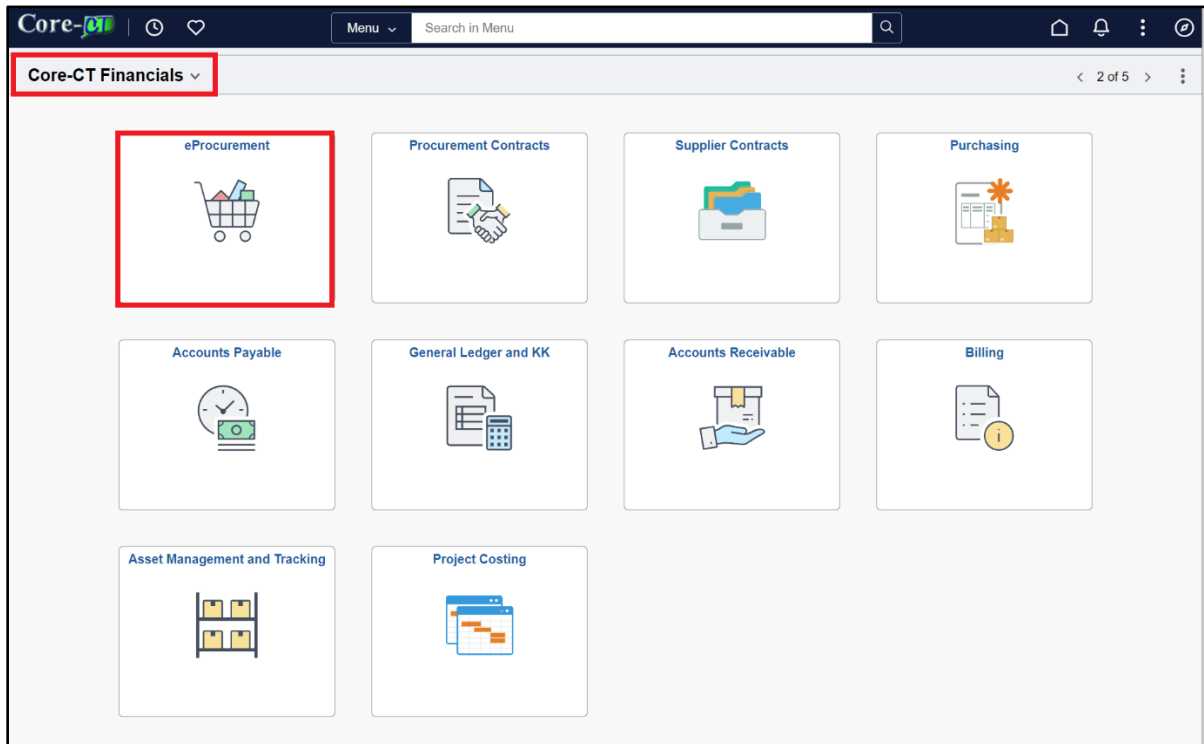 Core-CT
Menu
Search in Menu
Core-CT Financials
2 of 5
eProcurement
Procurement Contracts
Supplier Contracts
Purchasing
Accounts Payable
General Ledger and KK
Accounts Receivable
Billing
i
Asset Management and Tracking
Project Costing